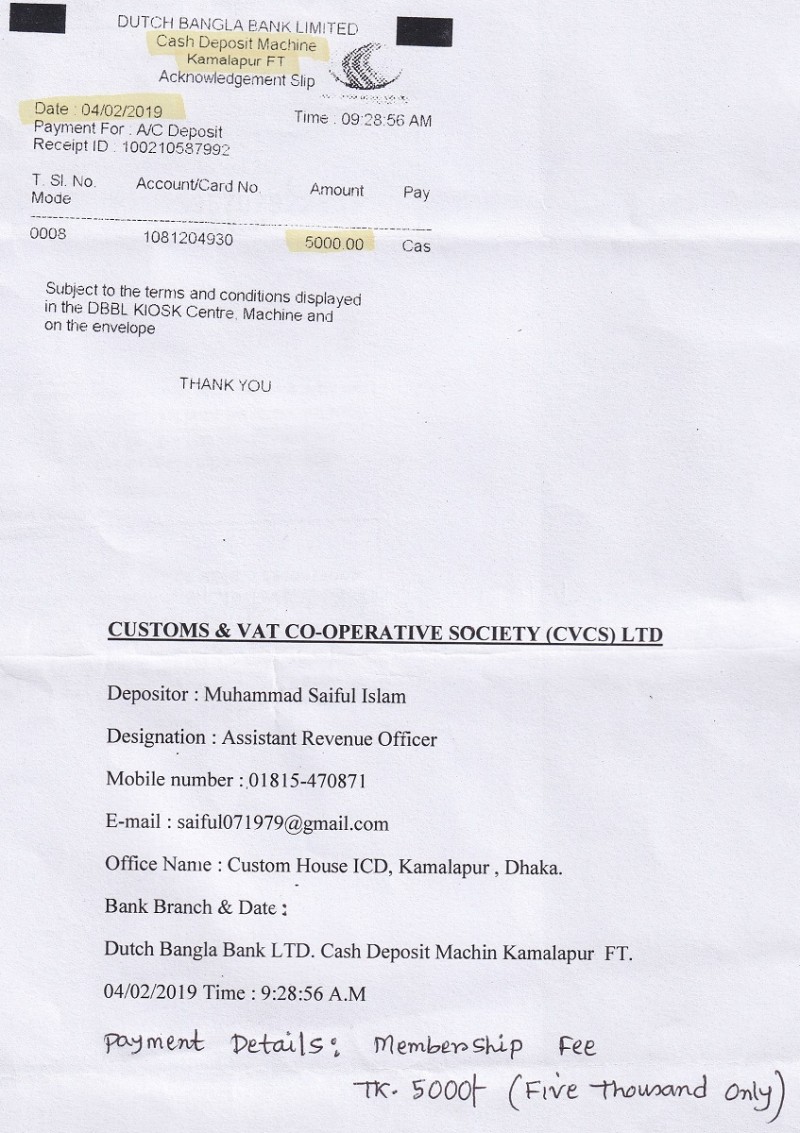 DUTCH BANGLA BANK LIMITED
Cash Deposit Machine
Kamalapur FT
Acknowledgement Slip
Date : 04/02/2019 Time : 09:28:56 AM
Payment For : A/C Deposit
Receipt ID : 100210587992
T. Sl. No. Account/Card No. Amount Pay
Mode
0008 1081204930 5000.00 Cas
Subject to the terms and conditions displayed
in the DBBL KIOSK Centre, Machine and
on the envelope
THANK YOU
CUSTOMS & VAT CO-OPERATIVE SOCIETY (CVCS) LTD
Depositor : Muhammad Saiful Islam
Designation : Assistant Revenue Officer
Mobile number : 01815-470871
E-mail : saiful071979@gmail.com
Office Name : Custom House ICD, Kamalapur , Dhaka.
Bank Branch & Date :
Dutch Bangla Bank LTD. Cash Deposit Machin Kamalapur FT.
04/02/2019 Time : 9:28:56 A.M
Payment Details: Membership Fee
TK. 5000/- (Five Thousand Only)